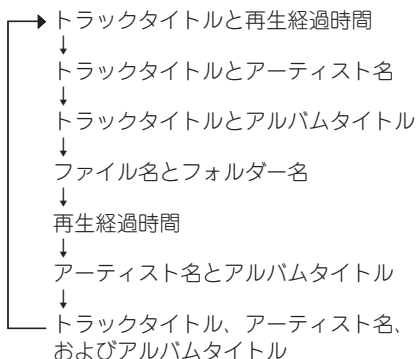 トラックタイトルと再生経過時間
トラックタイトルとアーティスト名
トラックタイトルとアルバムタイトル
ファイル名とフォルダー名
再生経過時間
アーティスト名とアルバムタイトル
トラックタイトル、アーティスト名、
およびアルバムタイトル